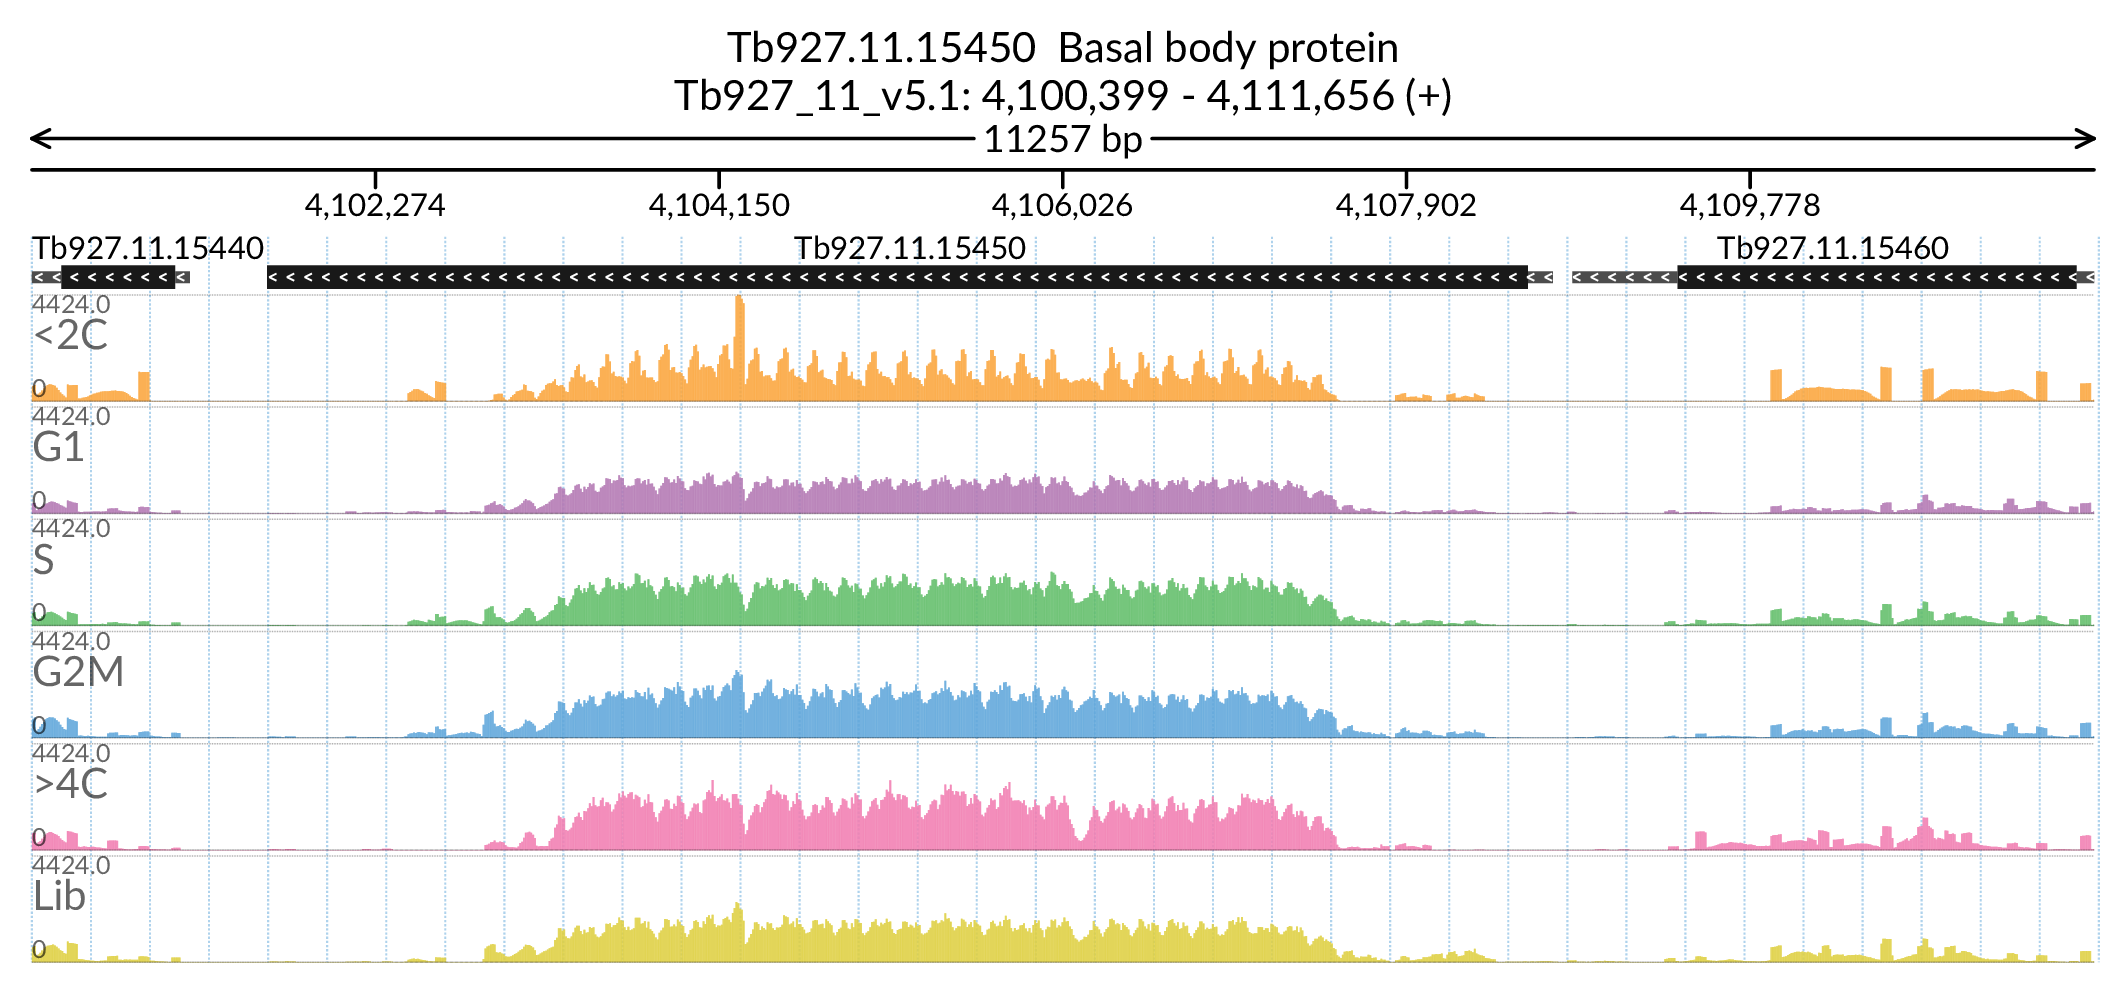 Tb927.11.15450  Basal body protein
Tb927_11_v5.1: 4,100,399 - 4,111,656 (+)
11257 bp
4,102,274 4,104,150 4,106,026 4,107,902 4,109,778
Tb927.11.15440 Tb927.11.15450 Tb927.11.15460
4424.0
<2C
0
4424.0
G1
0
4424.0
S
0
4424.0
G2M
0
4424.0
>4C
0
4424.0
Lib
0